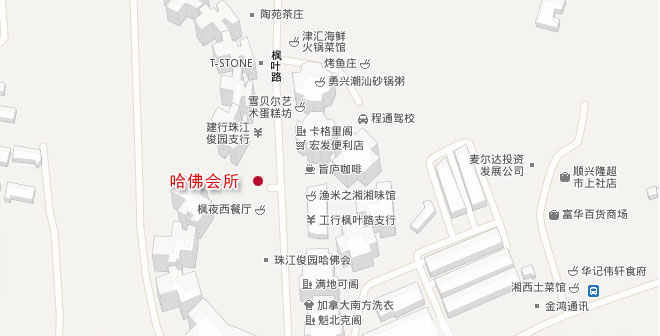 陶苑茶庄
津汇海鲜
火锅菜馆
枫叶路
T-STONE
烤鱼庄
勇兴潮汕砂锅粥
雪贝尔艺
术蛋糕坊
程通驾校
建行珠江
俊园支行
卡格里阁
宏发便利店
麦尔达投资
发展公司
旨庐咖啡
顺兴隆超
市上社店
哈佛会所
渔米之湘湘味馆
枫夜西餐厅
工行枫叶路支行
富华百货商场
珠江俊园哈佛会
华记伟轩食府
满地可阁
湘西土菜馆
加拿大南方洗衣
金鸿通讯
魁北克阁